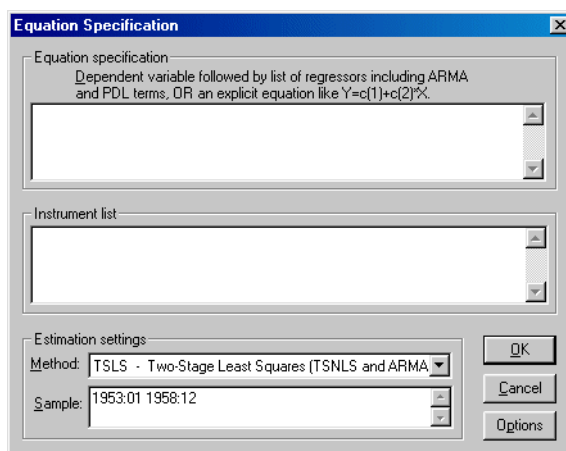 Equation Specification
Equation specification
Dependent variable followed by list of regressors including ARMA
and PDL terms, OR an explicit equation like Y=c(1)+c(2)*X.
Instrument list
Estimation settings
Method: TSLS - Two-Stage Least Squares (TSNLS and ARMA
Sample: 1953:01 1958:12
OK
Cancel
Options